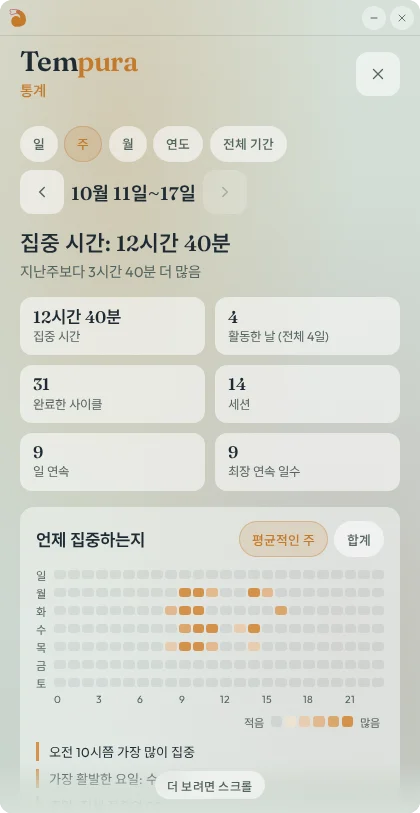 Tempura
통계
일 주 월 연도 전체 기간
10월 11일~17일
집중 시간: 12시간 40분
지난주보다 3시간 40분 더 많음
12시간 40분
집중 시간
4
활동한 날 (전체 4일)
31
완료한 사이클
14
세션
9
일 연속
9
최장 연속 일수
언제 집중하는지
평균적인 주 합계
일
월
화
수
목
금
토
0 3 6 9 12 15 18 21
적음 많음
오전 10시쯤 가장 많이 집중
가장 활발한 요일: 수
더 보려면 스크롤